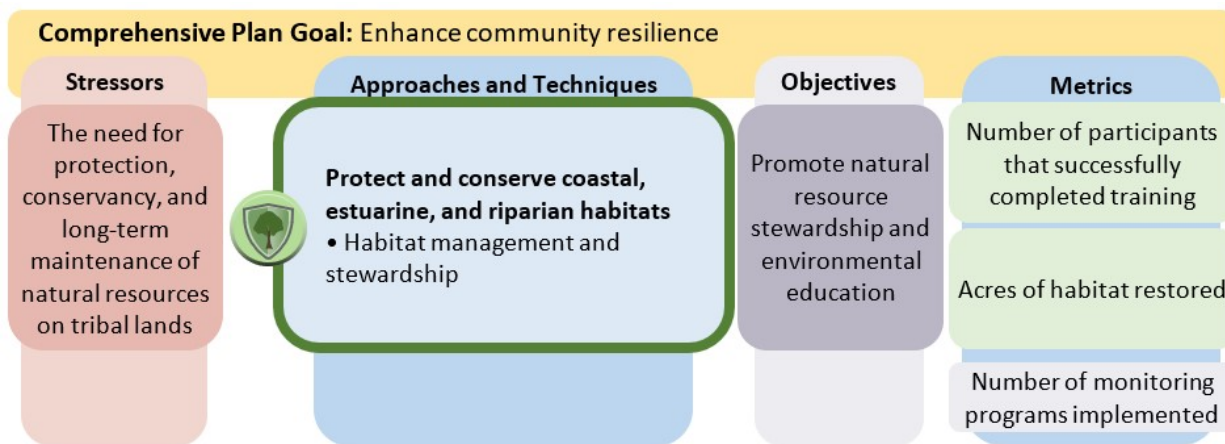 Comprehensive Plan Goal: Enhance community resilience
Stressors
The need for
protection,
conservancy, and
long-term
maintenance of
natural resources
on tribal lands
Approaches and Techniques
Protect and conserve coastal,
estuarine, and riparian habitats
• Habitat management and
stewardship
Objectives
Promote natural
resource
stewardship and
environmental
education
Metrics
Number of participants
that successfully
completed training
Acres of habitat restored
Number of monitoring
programs implemented